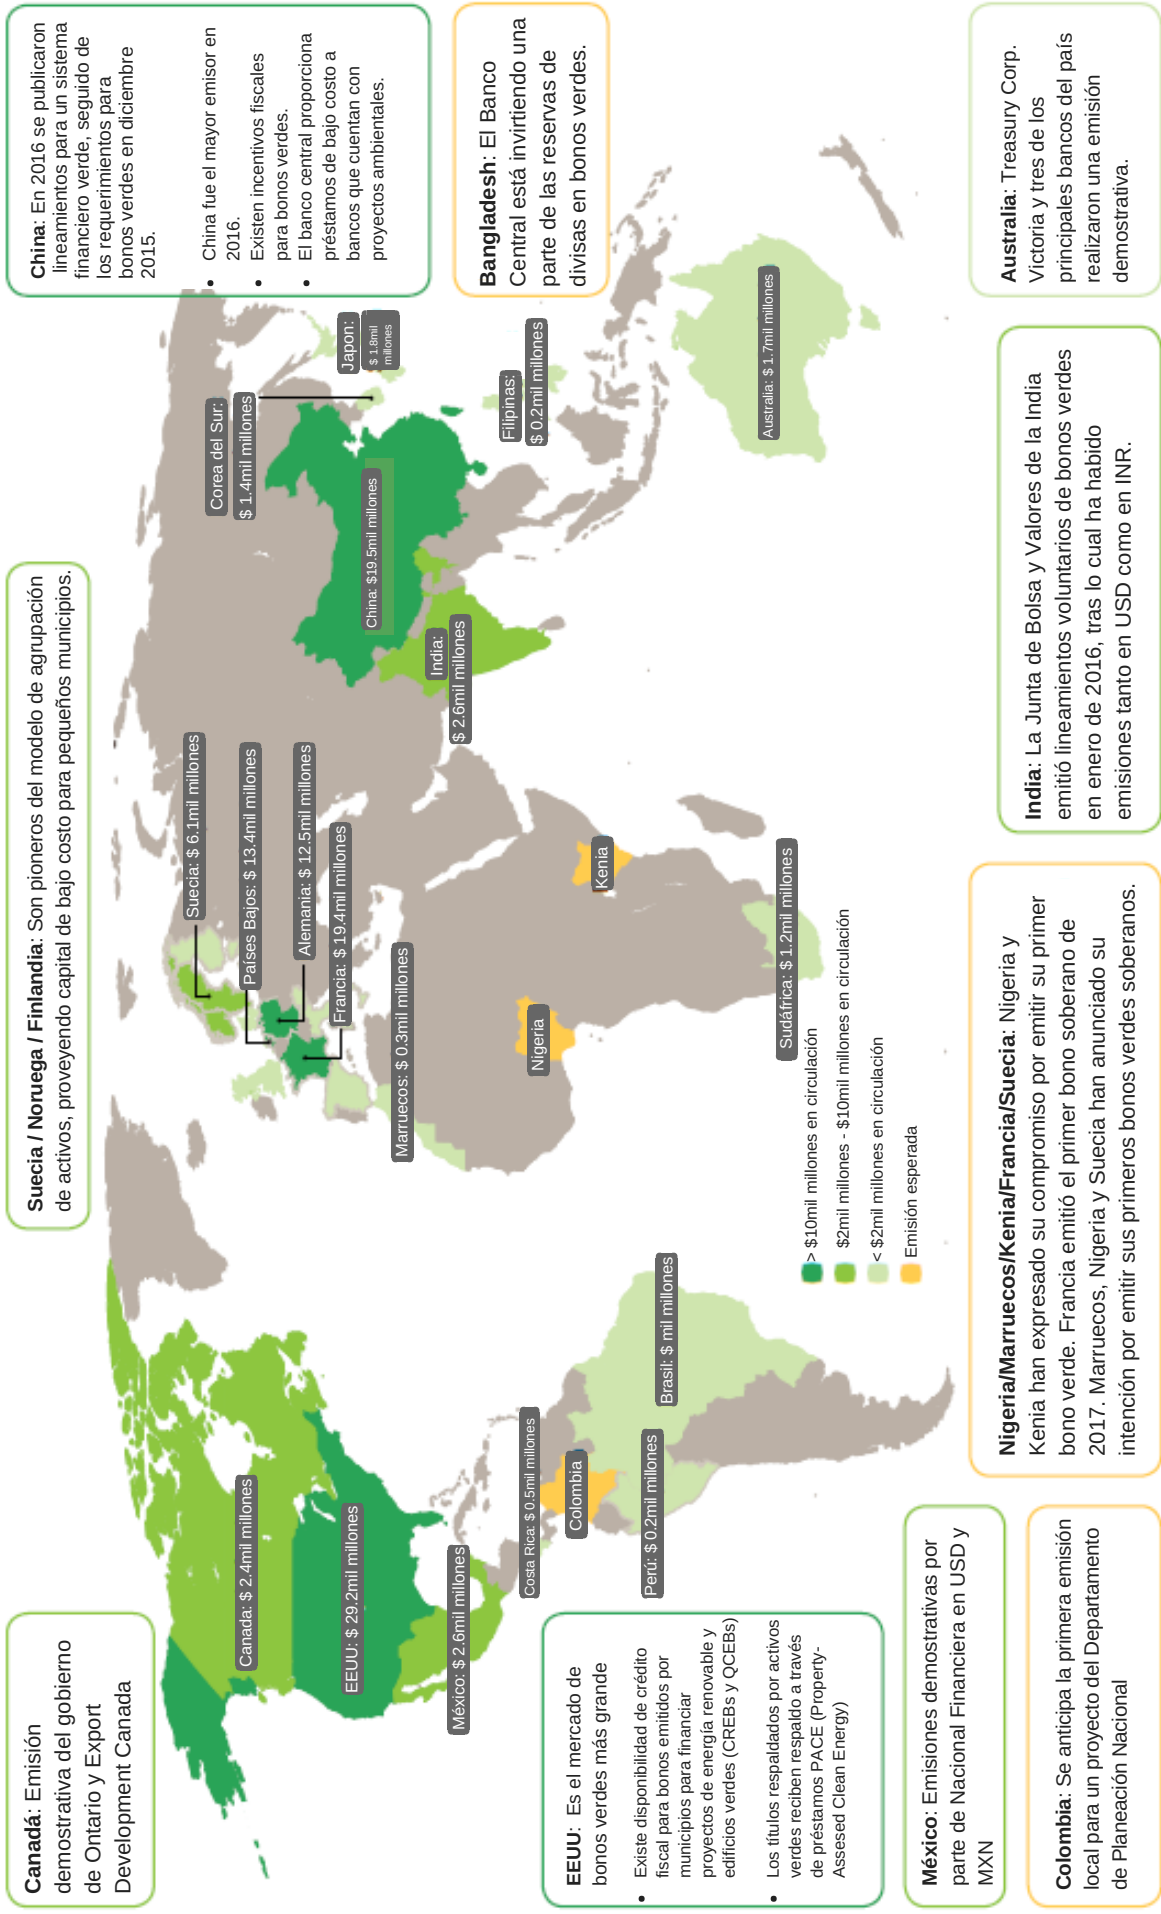 Canadá: Emisión
demostrativa del gobierno
de Ontario y Export
Development Canada
Suecia / Noruega / Finlandia: Son pioneros del modelo de agrupación
de activos, proveyendo capital de bajo costo para pequeños municipios.
China: En 2016 se publicaron
lineamientos para un sistema
financiero verde, seguido de
los requerimientos para
bonos verdes en diciembre
2015.
• China fue el mayor emisor en
2016.
• Existen incentivos fiscales
para bonos verdes.
• El banco central proporciona
préstamos de bajo costo a
bancos que cuentan con
proyectos ambientales.
Bangladesh: El Banco
Central está invirtiendo una
parte de las reservas de
divisas en bonos verdes.
Canada: $ 2.4mil millones
EEUU: $ 29.2mil millones
México: $ 2.6mil millones
Costa Rica: $ 0.5mil millones
Colombia
Perú: $ 0.2mil millones
Brasil: $ mil millones
Suecia: $ 6.1mil millones
Países Bajos: $ 13.4mil millones
Alemania: $ 12.5mil millones
Francia: $ 19.4mil millones
Marruecos: $ 0.3mil millones
Nigeria
Kenia
Sudáfrica: $ 1.2mil millones
Corea del Sur:
$ 1.4mil millones
Japon:
$ 1.8mil
millones
China: $19.5mil millones
India:
$ 2.6mil millones
Filipinas:
$ 0.2mil millones
Australia: $ 1.7mil millones
> $10mil millones en circulación
$2mil millones - $10mil millones en circulación
< $2mil millones en circulación
Emisión esperada
EEUU: Es el mercado de
bonos verdes más grande
• Existe disponibilidad de crédito
fiscal para bonos emitidos por
municipios para financiar
proyectos de energía renovable y
edificios verdes (CREBs y QCEBs)
• Los títulos respaldados por activos
verdes reciben respaldo a través
de préstamos PACE (Property-
Assesed Clean Energy)
México: Emisiones demostrativas por
parte de Nacional Financiera en USD y
MXN
Colombia: Se anticipa la primera emisión
local para un proyecto del Departamento
de Planeación Nacional
Nigeria/Marruecos/Kenia/Francia/Suecia: Nigeria y
Kenia han expresado su compromiso por emitir su primer
bono verde. Francia emitió el primer bono soberano de
2017. Marruecos, Nigeria y Suecia han anunciado su
intención por emitir sus primeros bonos verdes soberanos.
India: La Junta de Bolsa y Valores de la India
emitió lineamientos voluntarios de bonos verdes
en enero de 2016, tras lo cual ha habido
emisiones tanto en USD como en INR.
Australia: Treasury Corp.
Victoria y tres de los
principales bancos del país
realizaron una emisión
demostrativa.